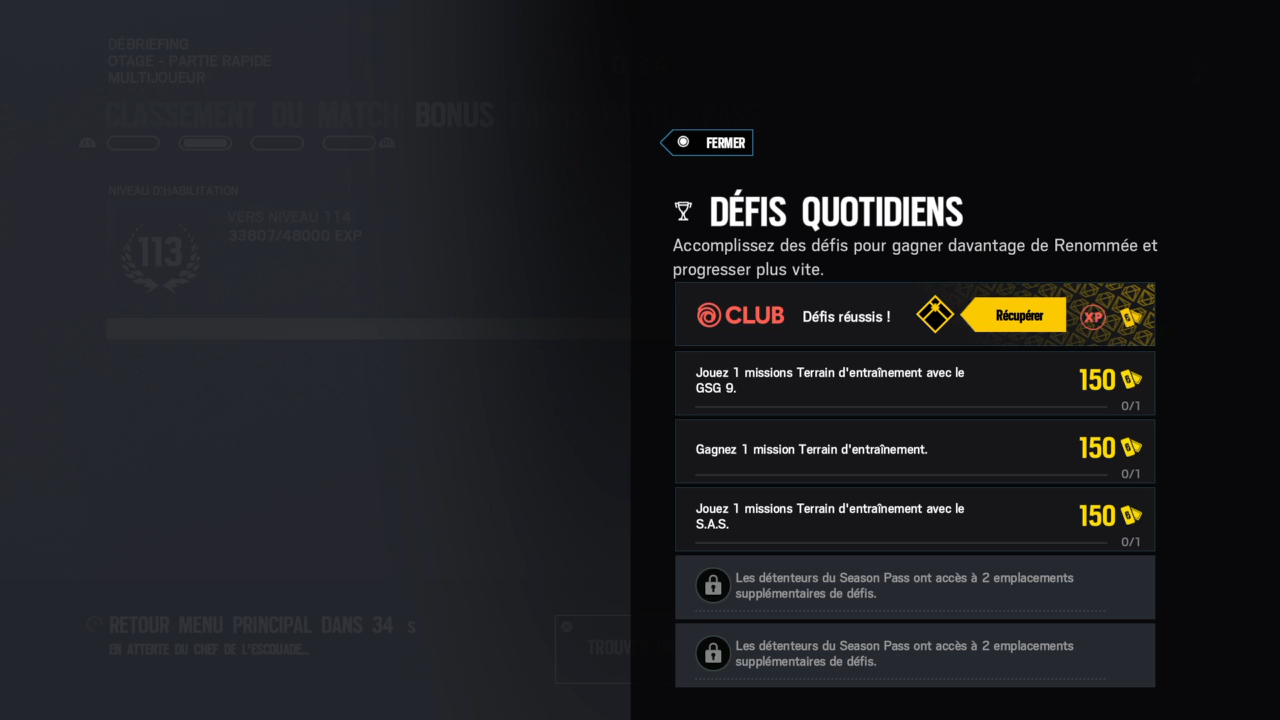 DÉBRIEFING
OTAGE - PARTIE RAPIDE
MULTIJOUEUR
CLASSEMENT DU MATCH BONUS
NIVEAU D'HABILITATION
113
VERS NIVEAU 114
33807/48000 EXP
RETOUR MENU PRINCIPAL DANS 34 s
EN ATTENTE DU CHEF DE L'ESCOUADE...
FERMER
DÉFIS QUOTIDIENS
Accomplissez des défis pour gagner davantage de Renommée et
progresser plus vite.
CLUB Défis réussis ! Récupérer XP
Jouez 1 missions Terrain d'entraînement avec le
GSG 9.
150
0/1
Gagnez 1 mission Terrain d'entraînement.
150
0/1
Jouez 1 missions Terrain d'entraînement avec le
S.A.S.
150
0/1
Les détenteurs du Season Pass ont accès à 2 emplacements
supplémentaires de défis.
Les détenteurs du Season Pass ont accès à 2 emplacements
supplémentaires de défis.